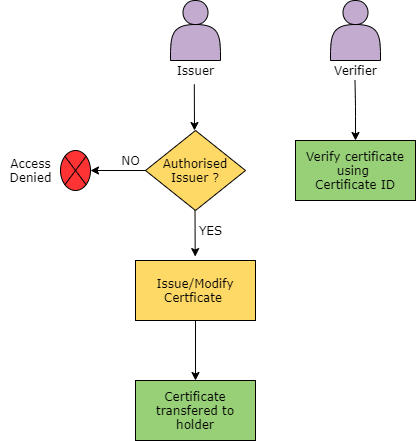 Issuer
Verifier
Authorised
Issuer ?
NO
Access
Denied
YES
Issue/Modify
Certficate
Certificate
transfered to
holder
Verify certificate
using
Certificate ID